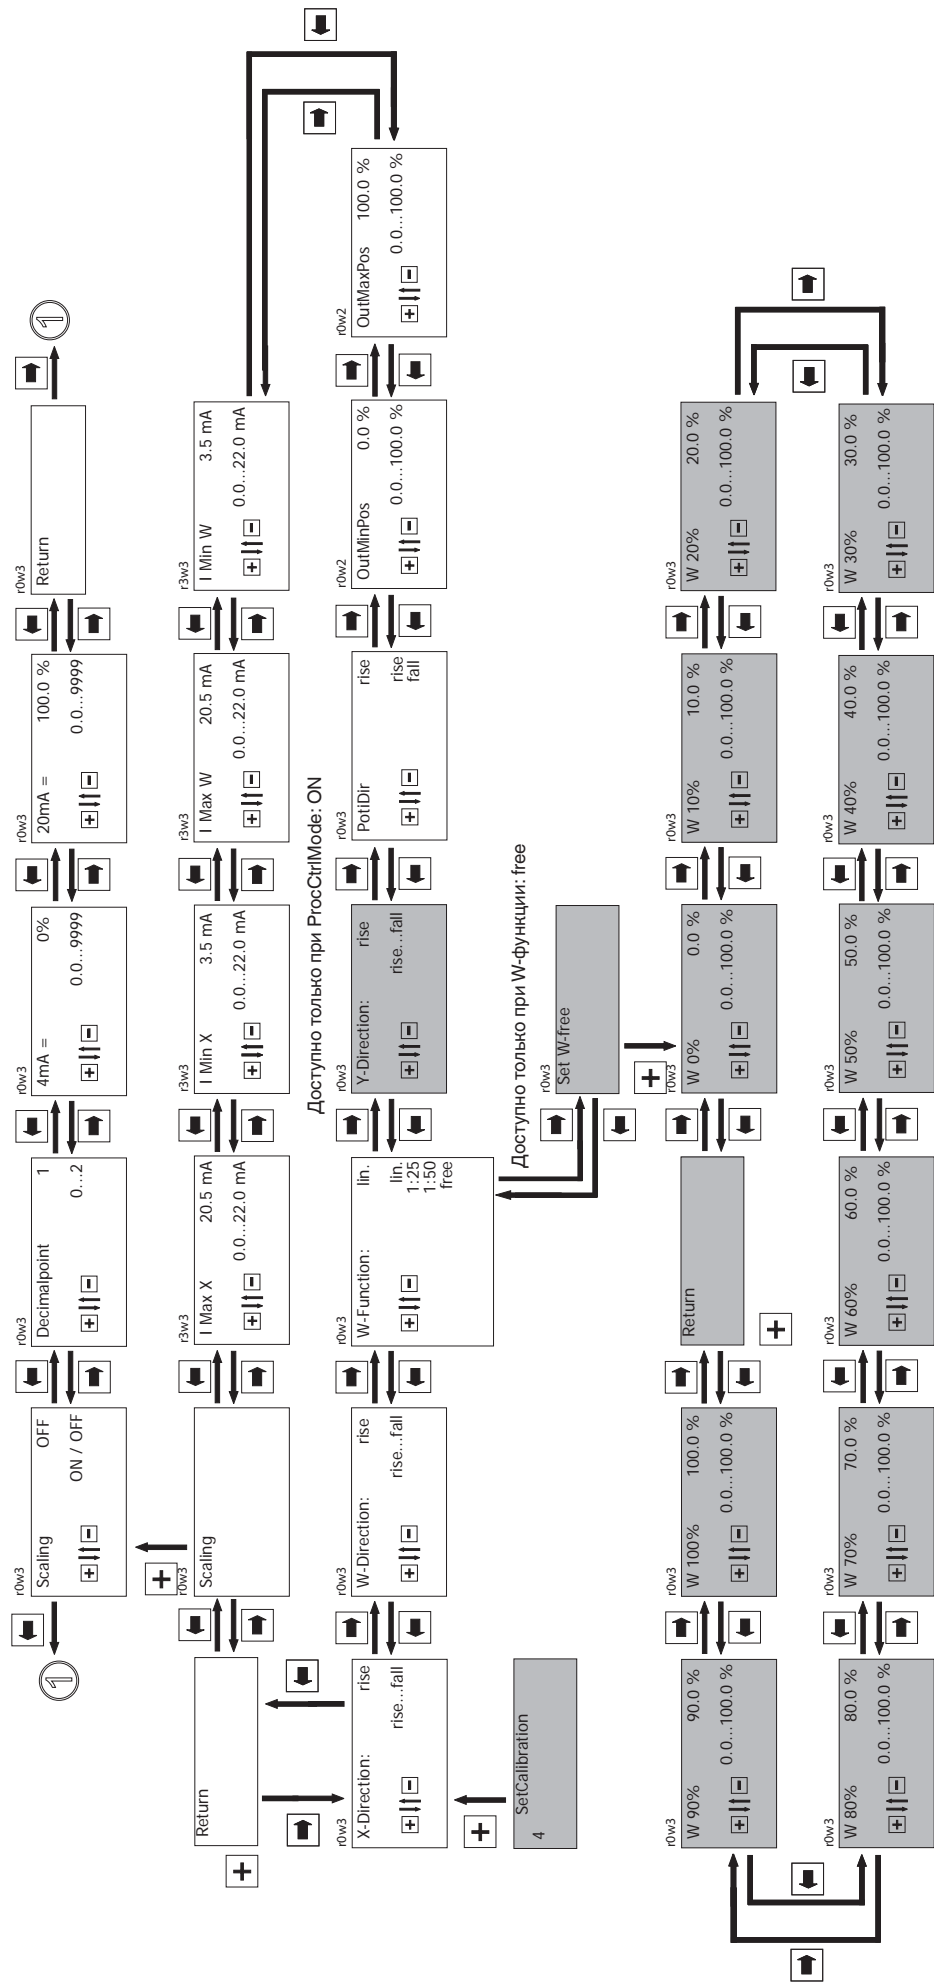 r0w3
Scaling OFF
ON / OFF
r0w3
Decimalpoint 1
0...2
r0w3
4mA = 0%
0.0...9999
r0w3
20mA = 100.0 %
0.0...9999
r0w3
Return
1
1
Return
r0w3
Scaling
r3w3
I Max X 20.5 mA
0.0...22.0 mA
r3w3
I Min X 3.5 mA
0.0...22.0 mA
r3w3
I Max W 20.5 mA
0.0...22.0 mA
r3w3
I Min W 3.5 mA
0.0...22.0 mA
Доступно только при ProcCtrlMode: ON
r0w3
X-Direction: rise
rise...fall
r0w3
W-Direction: rise
rise...fall
r0w3
W-Function: lin.
lin.
1:25
1:50
free
r0w3
Y-Direction: rise
rise...fall
r0w3
PotiDir rise
rise
fall
r0w2
OutMinPos 0.0 %
0.0...100.0 %
r0w2
OutMaxPos 100.0 %
0.0...100.0 %
SetCalibration
4
r0w3
Set W-free
Доступно только при W-функции: free
r0w3
W 90% 90.0 %
0.0...100.0 %
r0w3
W 100% 100.0 %
0.0...100.0 %
Return
r0w3
W 0% 0.0 %
0.0...100.0 %
r0w3
W 10% 10.0 %
0.0...100.0 %
r0w3
W 20% 20.0 %
0.0...100.0 %
r0w3
W 80% 80.0 %
0.0...100.0 %
r0w3
W 70% 70.0 %
0.0...100.0 %
r0w3
W 60% 60.0 %
0.0...100.0 %
r0w3
W 50% 50.0 %
0.0...100.0 %
r0w3
W 40% 40.0 %
0.0...100.0 %
r0w3
W 30% 30.0 %
0.0...100.0 %